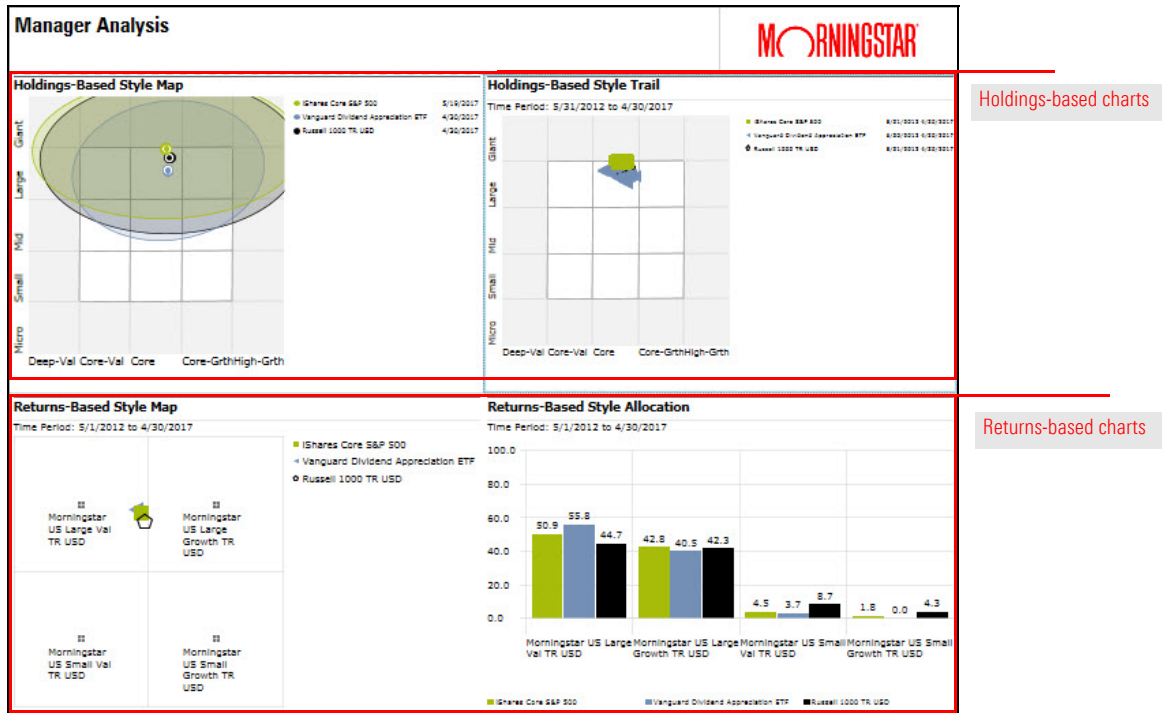 Manager Analysis
MORNINGSTAR
Holdings-Based Style Map
Giant
Large
Mid
Small
Micro
Deep-Val Core-Val Core Core-GrthHigh-Grth
iShares Core S&P 500 5/19/2017
Vanguard Dividend Appreciation ETF 4/30/2017
Russell 1000 TR USD 4/30/2017
Holdings-Based Style Trail
Time Period: 5/31/2012 to 4/30/2017
Giant
Large
Mid
Small
Micro
Deep-Val Core-Val Core Core-GrthHigh-Grth
iShares Core S&P 500
Vanguard Dividend Appreciation ETF
Russell 1000 TR USD
Holdings-based charts
Returns-Based Style Map
Time Period: 5/1/2012 to 4/30/2017
Morningstar
US Large Val
TR USD
Morningstar
US Large
Growth TR
USD
Morningstar
US Small Val
TR USD
Morningstar
US Small
Growth TR
USD
iShares Core S&P 500
Vanguard Dividend Appreciation ETF
Russell 1000 TR USD
Returns-Based Style Allocation
Time Period: 5/1/2012 to 4/30/2017
100.0
80.0
60.0
40.0
20.0
0.0
50.9 55.8 44.7
42.8 40.5 42.3
4.5 3.7 8.7
1.8 0.0 4.3
Morningstar US Large
Val TR USD
Morningstar US Large
Growth TR USD
Morningstar US Small
Val TR USD
Morningstar US Small
Growth TR USD
iShares Core S&P 500 Vanguard Dividend Appreciation ETF Russell 1000 TR USD
Returns-based charts